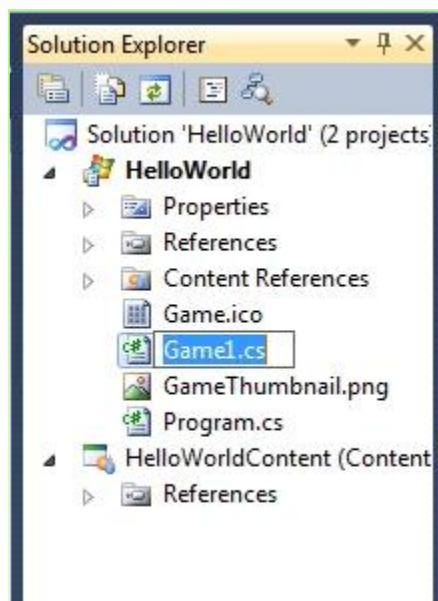 Solution Explorer
Solution 'HelloWorld' (2 projects
HelloWorld
Properties
References
Content References
Game.ico
Game1.cs
GameThumbnail.png
Program.cs
HelloWorldContent (Content
References